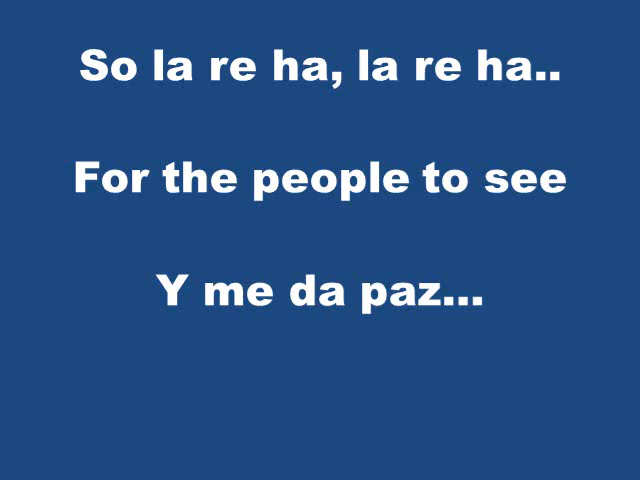 So la re ha, la re ha..
For the people to see
Y me da paz...